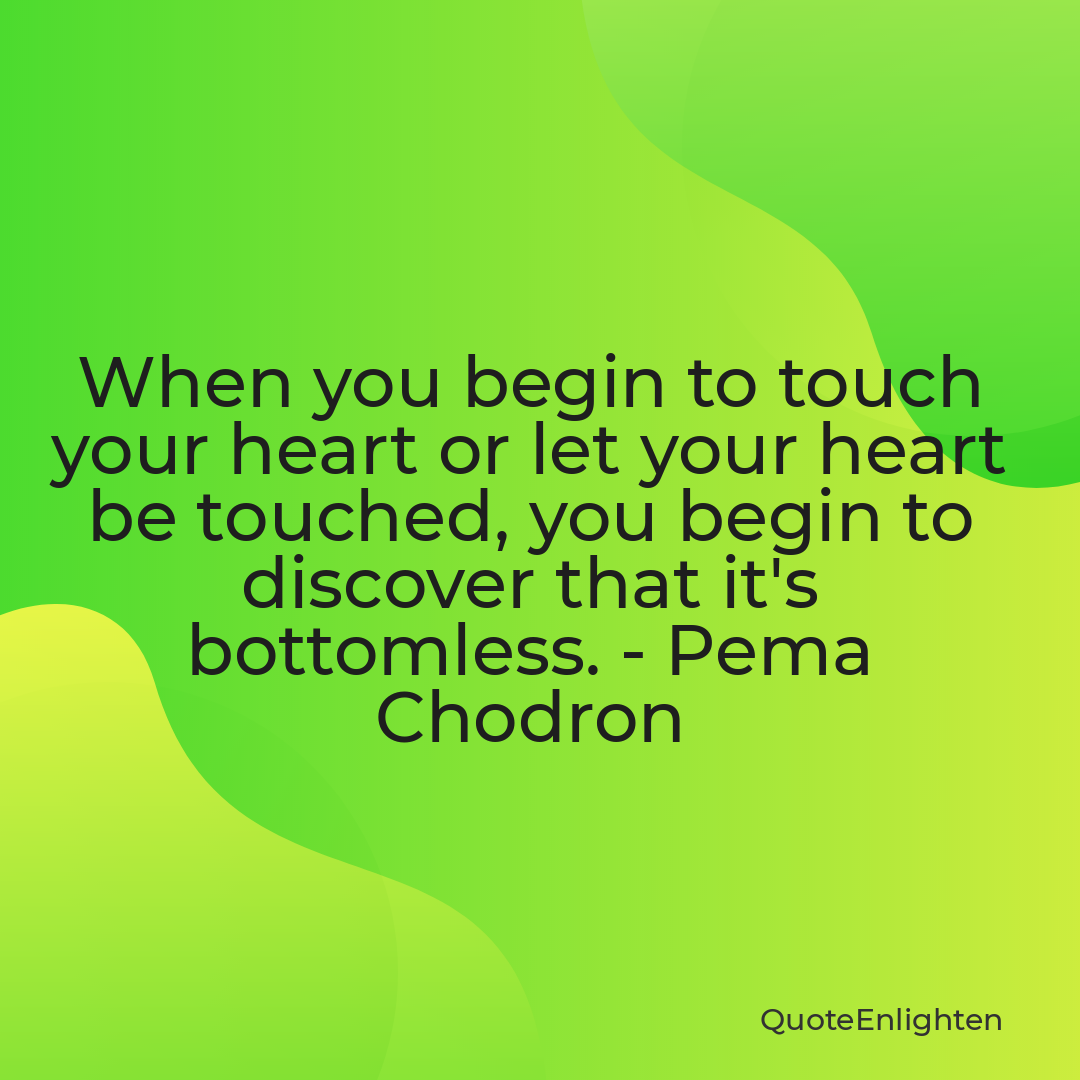 When you begin to touch
your heart or let your heart
be touched, you begin to
discover that it's
bottomless. - Pema
Chodron
QuoteEnlighten